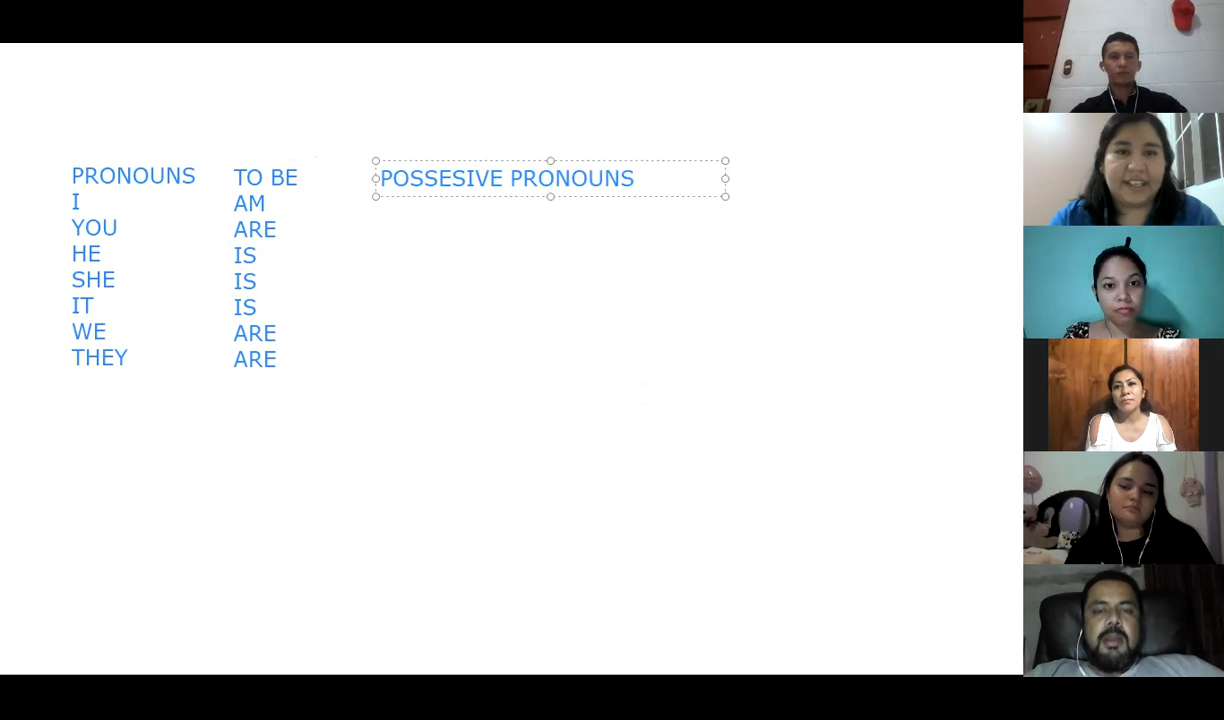 PRONOUNS
I
YOU
HE
SHE
IT
WE
THEY
TO BE
AM
ARE
IS
IS
IS
ARE
ARE
POSSESIVE PRONOUNS